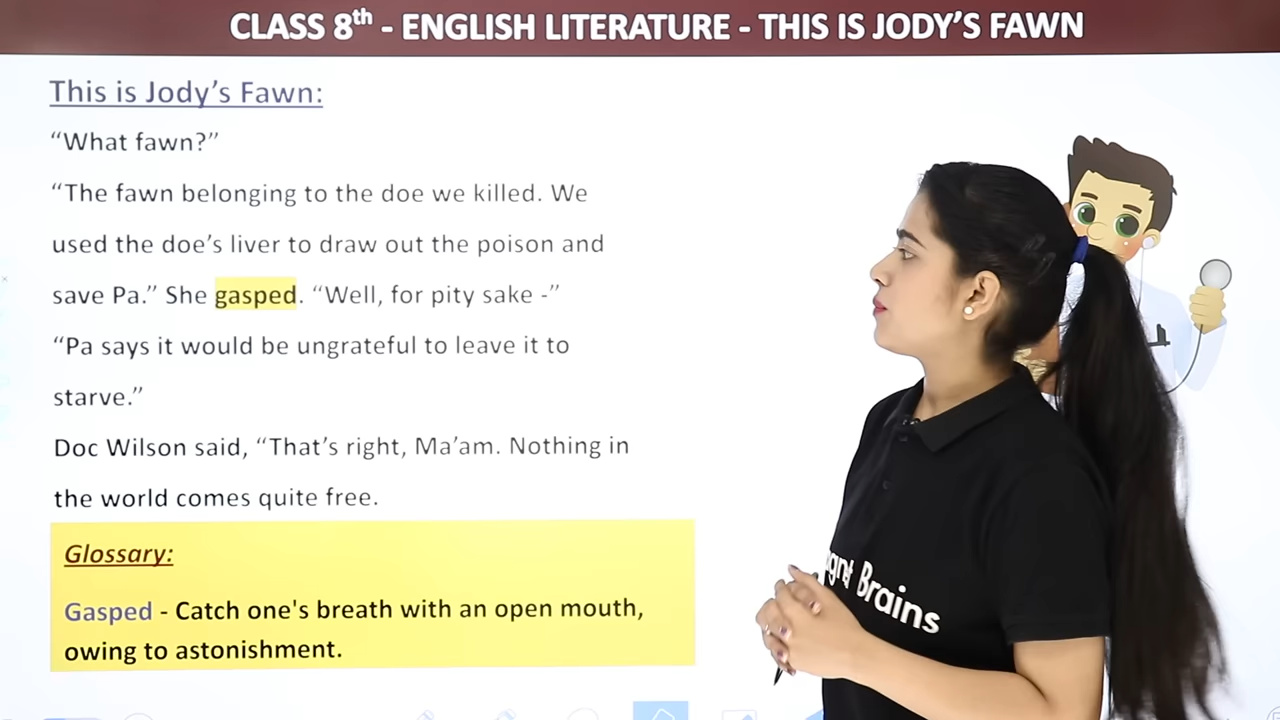 CLASS 8th - ENGLISH LITERATURE - THIS IS JODY'S FAWN
This is Jody's Fawn:
“What fawn?”
“The fawn belonging to the doe we killed. We
used the doe's liver to draw out the poison and
save Pa.” She gasped. “Well, for pity sake -”
“Pa says it would be ungrateful to leave it to
starve.”
Doc Wilson said, “That's right, Ma'am. Nothing in
the world comes quite free.
Glossary:
Gasped - Catch one's breath with an open mouth,
owing to astonishment.
Brains